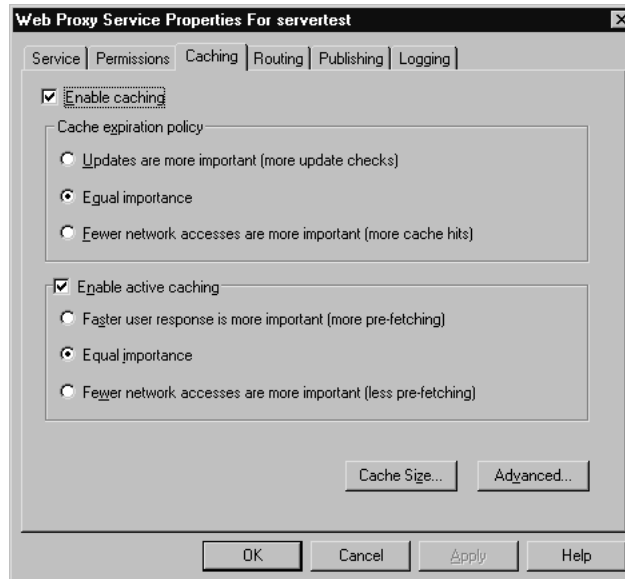 Web Proxy Service Properties For servertest
Service Permissions Caching Routing Publishing Logging
Enable caching
Cache expiration policy
Updates are more important (more update checks)
Equal importance
Fewer network accesses are more important (more cache hits)
Enable active caching
Faster user response is more important (more pre-fetching)
Equal importance
Fewer network accesses are more important (less pre-fetching)
Cache Size... Advanced...
OK Cancel Apply Help